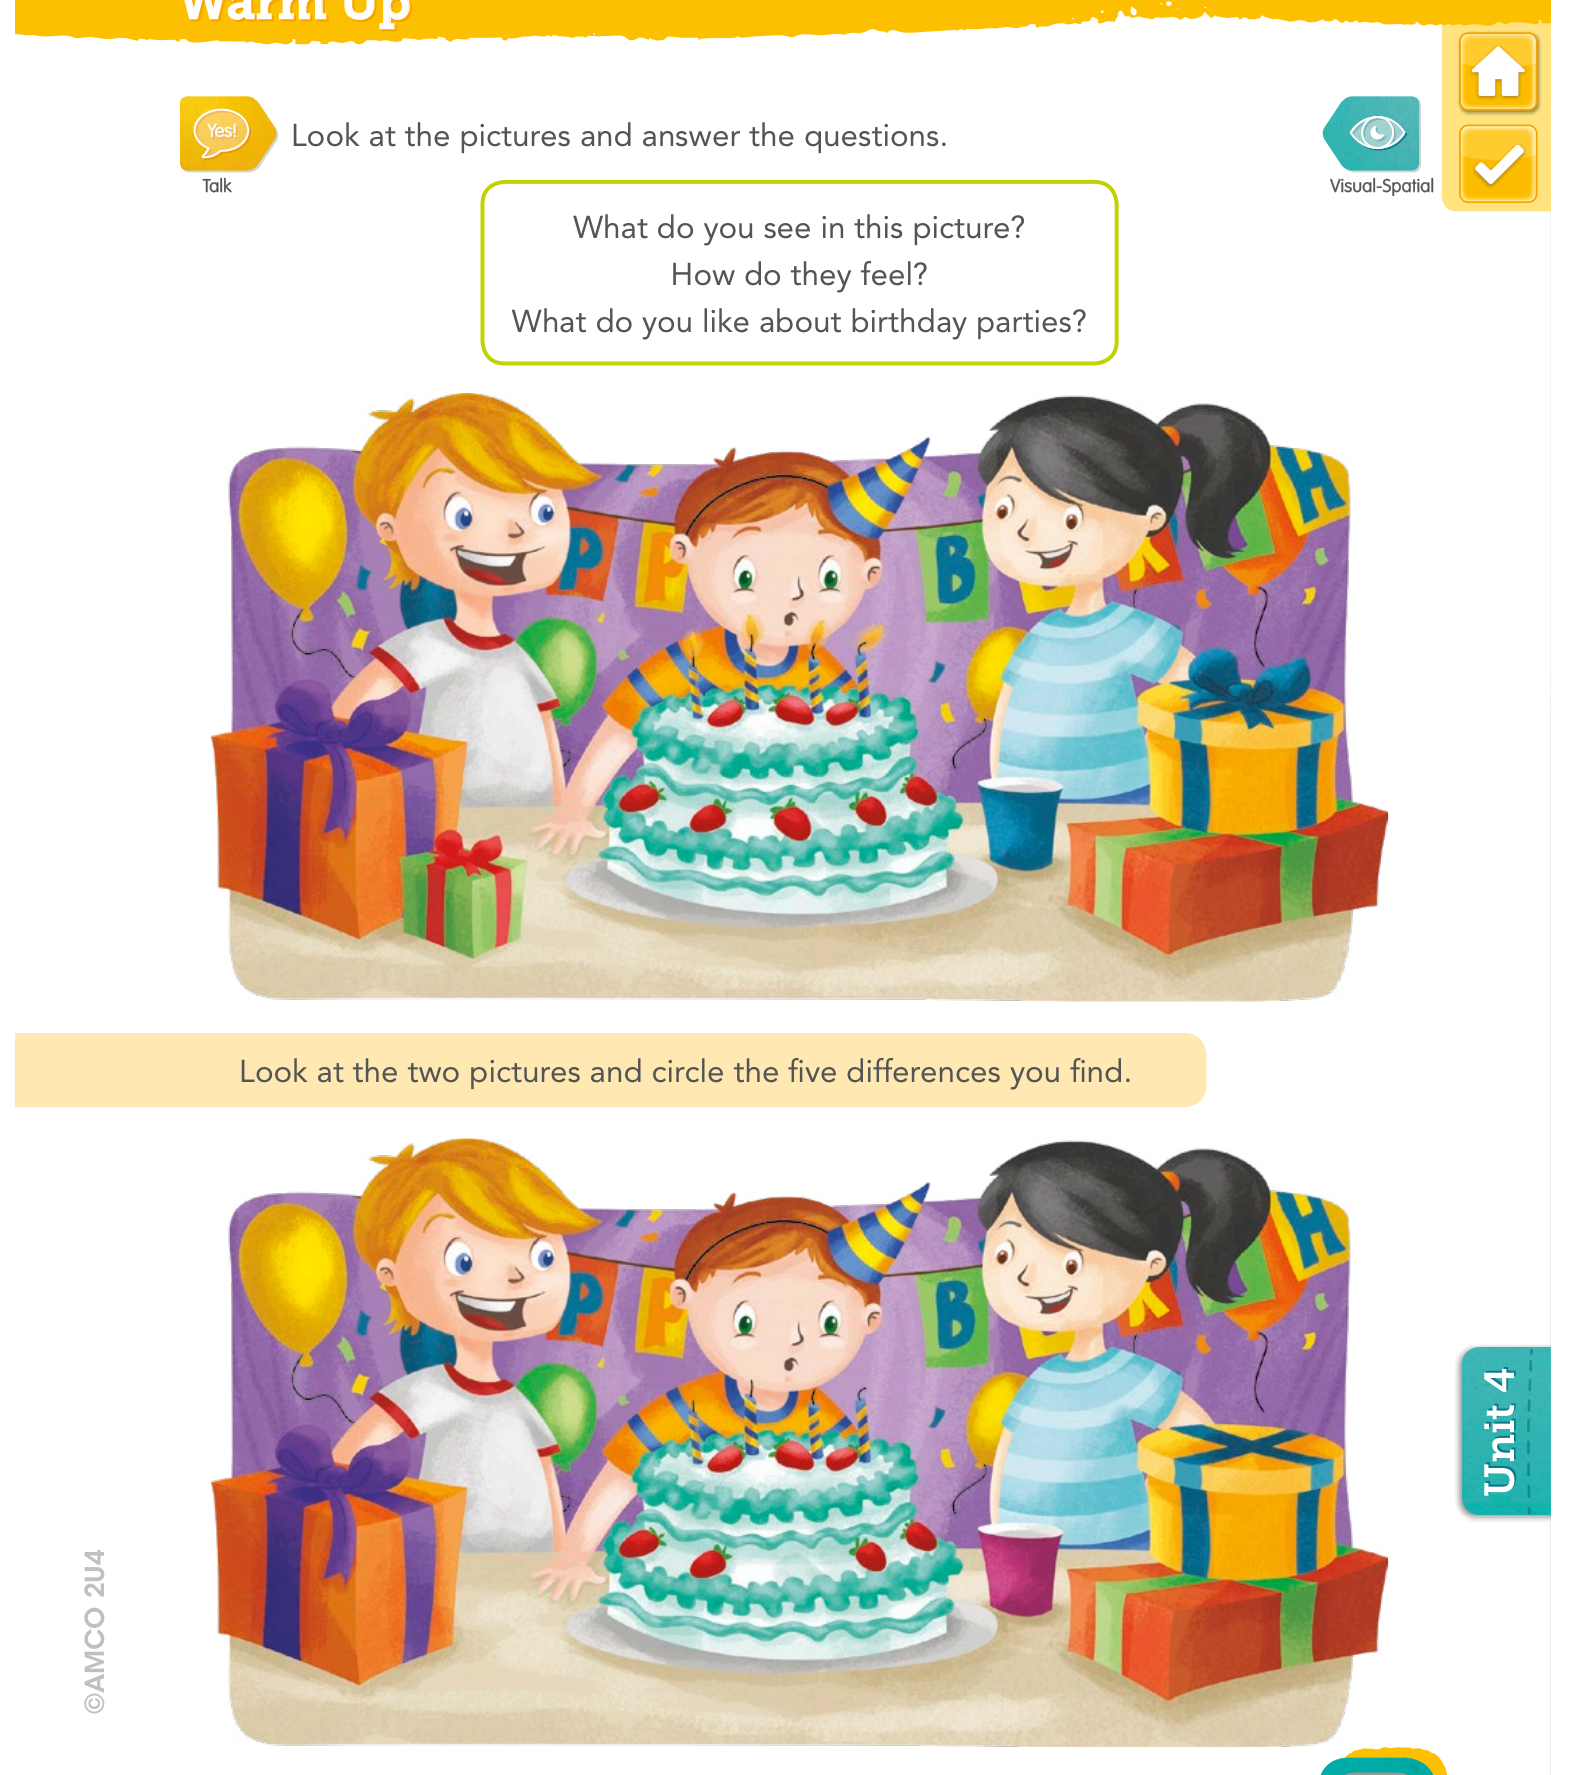 Warm Up
Yes!
Talk
Look at the pictures and answer the questions.
Visual-Spatial
What do you see in this picture?
How do they feel?
What do you like about birthday parties?
P P B H
Look at the two pictures and circle the five differences you find.
P P B H
Unit 4
©AMCO 2U4